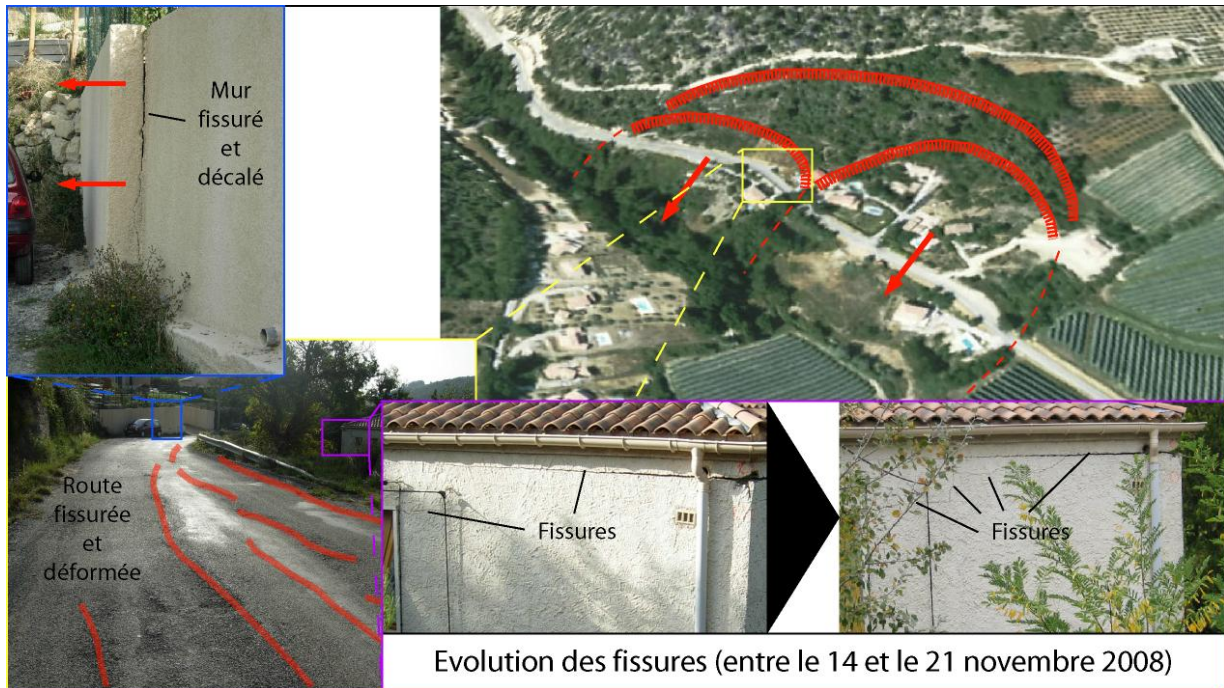 Mur
fissuré
et
décalé
Route
fissurée
et
déformée
Fissures
Fissures
Evolution des fissures (entre le 14 et le 21 novembre 2008)